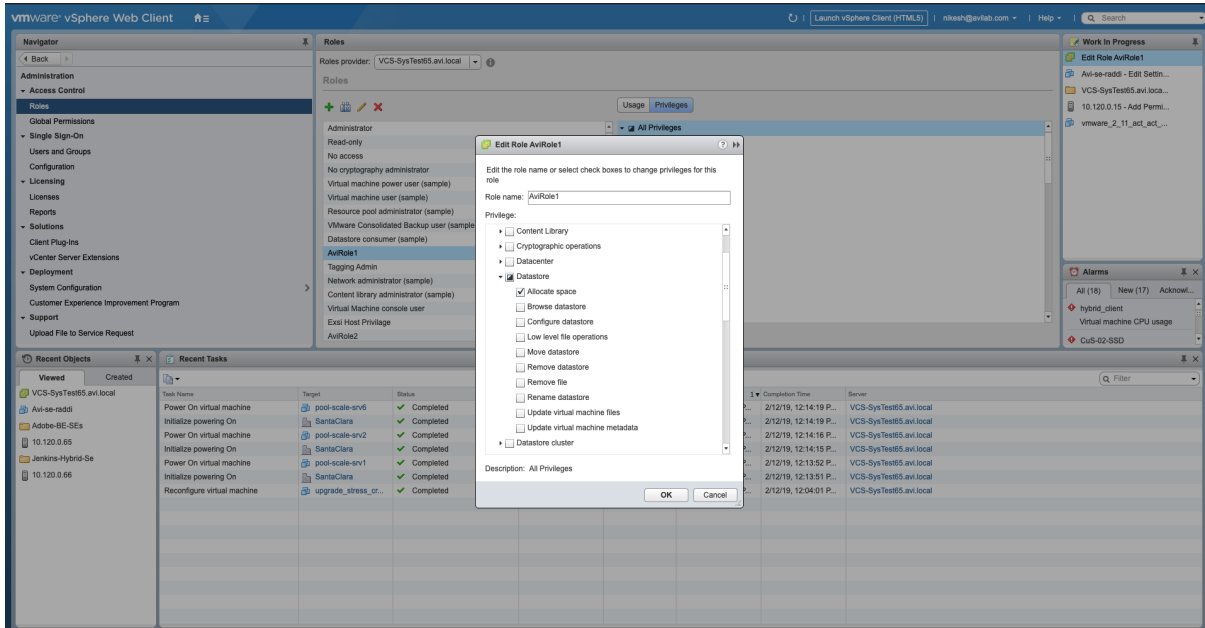 vmware® vSphere Web Client
Launch vSphere Client (HTML5)
nikesh@avilab.com
Help
Search
Navigator
Back
Administration
Access Control
Roles
Global Permissions
Single Sign-On
Users and Groups
Configuration
Licensing
Licenses
Reports
Solutions
Client Plug-Ins
vCenter Server Extensions
Deployment
System Configuration
Customer Experience Improvement Program
Support
Upload File to Service Request
Roles
Roles provider: VCS-SysTest65.avi.local
Roles
Administrator
Read-only
No access
No cryptography administrator
Virtual machine power user (sample)
Virtual machine user (sample)
Resource pool administrator (sample)
VMware Consolidated Backup user (sample
Datastore consumer (sample)
AviRole1
Tagging Admin
Network administrator (sample)
Content library administrator (sample)
Virtual Machine console user
Exsi Host Privilage
AviRole2
Usage Privileges
All Privileges
Edit Role AviRole1
Edit the role name or select check boxes to change privileges for this
role
Role name: AviRole1
Privilege:
Content Library
Cryptographic operations
Datacenter
Datastore
Allocate space
Browse datastore
Configure datastore
Low level file operations
Move datastore
Remove datastore
Remove file
Rename datastore
Update virtual machine files
Update virtual machine metadata
Datastore cluster
Description: All Privileges
OK Cancel
Work In Progress
Edit Role AviRole1
Avi-se-raddi - Edit Settin...
VCS-SysTest65.avi.loca...
10.120.0.15 - Add Permi...
vmware_2_11_act_act_...
Alarms
All (18) New (17) Acknowl...
hybrid_client
Virtual machine CPU usage
CuS-02-SSD
Recent Objects
Viewed Created
VCS-SysTest65.avi.local
Avi-se-raddi
Adobe-BE-SEs
10.120.0.65
Jenkins-Hybrid-Se
10.120.0.66
Recent Tasks
Filter
Task Name Target Status 1 Completion Time Server
Power On virtual machine pool-scale-srv6 Completed P... 2/12/19, 12:14:19 P... VCS-SysTest65.avi.local
Initialize powering On SantaClara Completed P... 2/12/19, 12:14:19 P... VCS-SysTest65.avi.local
Power On virtual machine pool-scale-srv2 Completed P... 2/12/19, 12:14:16 P... VCS-SysTest65.avi.local
Initialize powering On SantaClara Completed P... 2/12/19, 12:14:15 P... VCS-SysTest65.avi.local
Power On virtual machine pool-scale-srv1 Completed P... 2/12/19, 12:13:52 P... VCS-SysTest65.avi.local
Initialize powering On SantaClara Completed P... 2/12/19, 12:13:51 P... VCS-SysTest65.avi.local
Reconfigure virtual machine upgrade_stress_cr... Completed P... 2/12/19, 12:04:01 P... VCS-SysTest65.avi.local